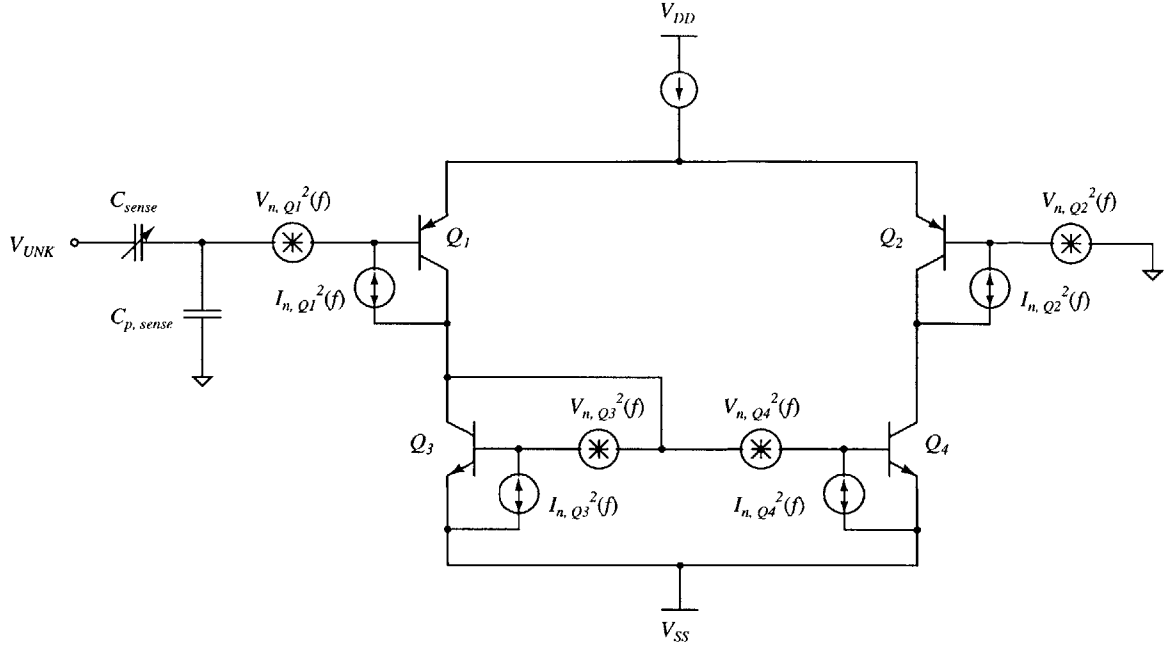 V_DD
C_sense
V_n, Q1^2(f)
V_n, Q2^2(f)
V_UNK
Q_1
Q_2
I_n, Q1^2(f)
I_n, Q2^2(f)
C_p, sense
V_n, Q3^2(f)
V_n, Q4^2(f)
Q_3
Q_4
I_n, Q3^2(f)
I_n, Q4^2(f)
V_SS